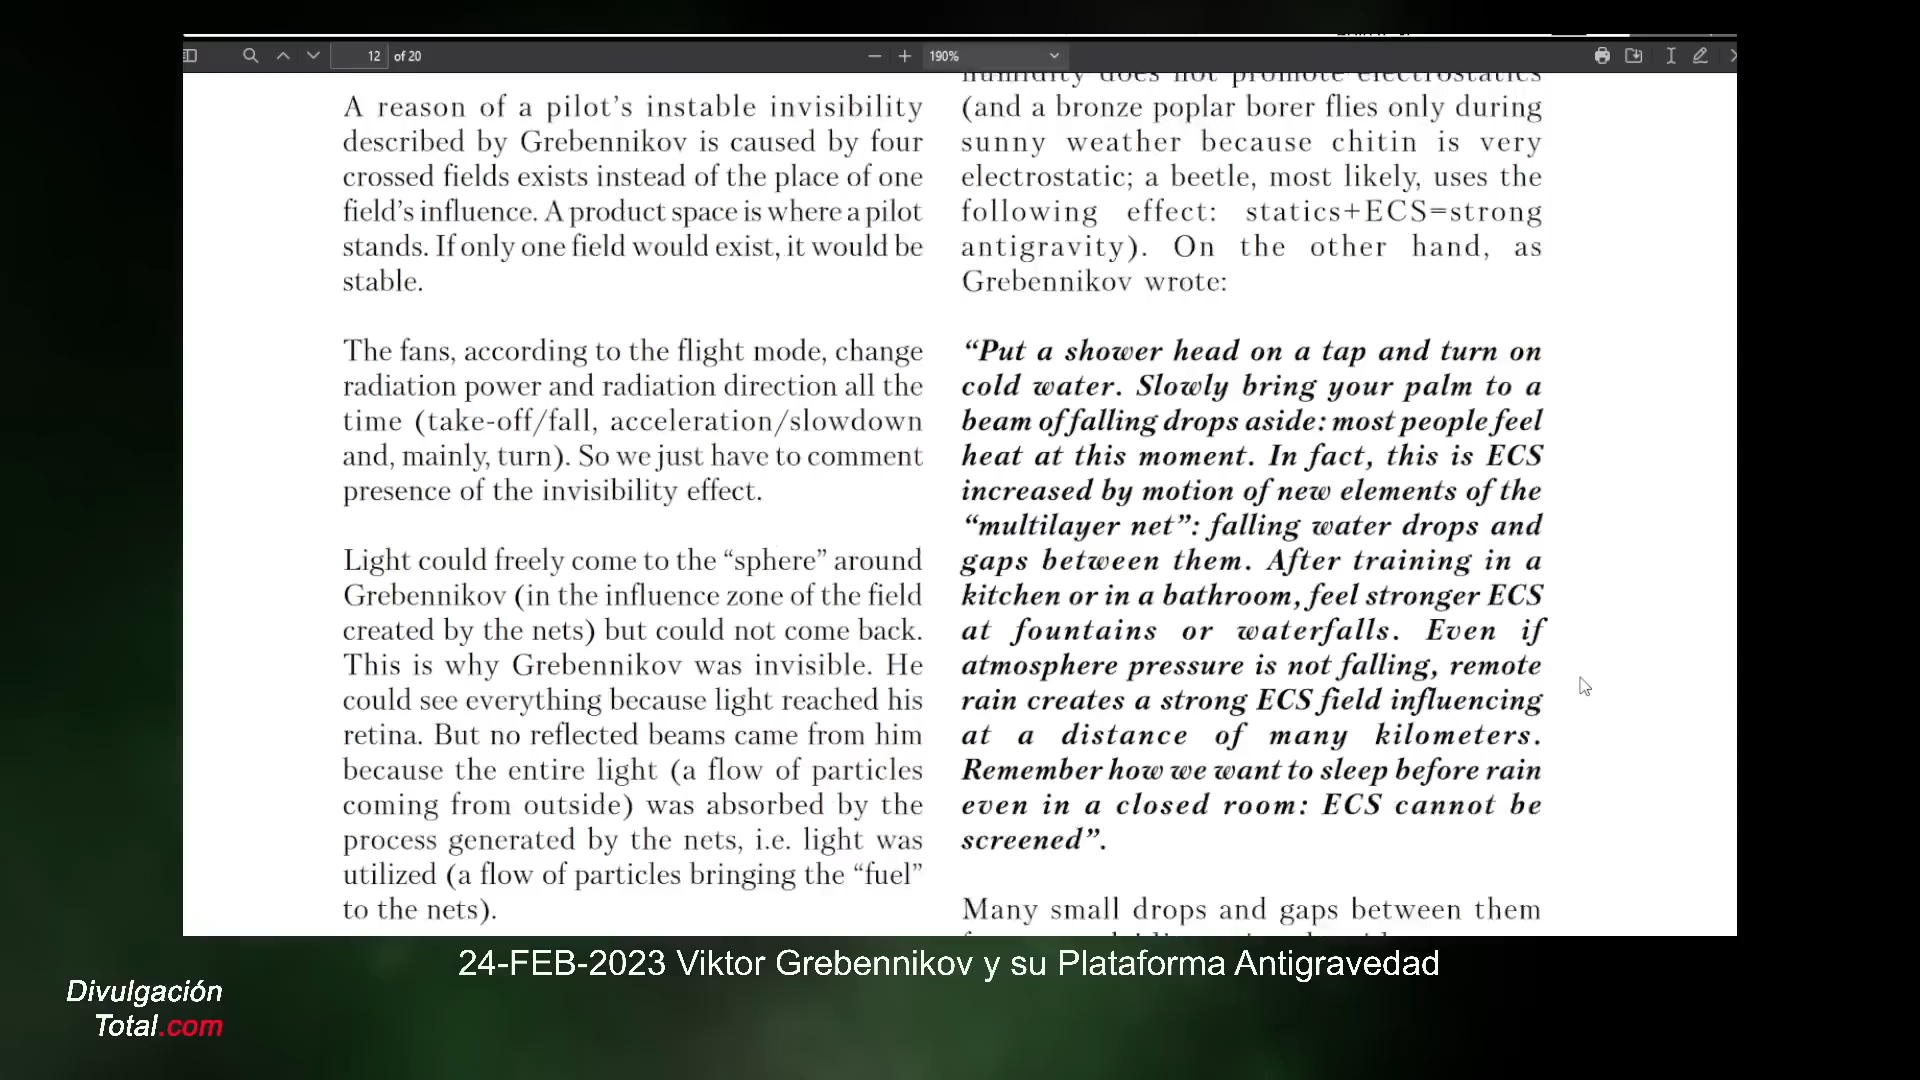 12 of 20
190%
A reason of a pilot's instable invisibility
described by Grebennikov is caused by four
crossed fields exists instead of the place of one
field's influence. A product space is where a pilot
stands. If only one field would exist, it would be
stable.
The fans, according to the flight mode, change
radiation power and radiation direction all the
time (take-off/fall, acceleration/slowdown
and, mainly, turn). So we just have to comment
presence of the invisibility effect.
Light could freely come to the “sphere” around
Grebennikov (in the influence zone of the field
created by the nets) but could not come back.
This is why Grebennikov was invisible. He
could see everything because light reached his
retina. But no reflected beams came from him
because the entire light (a flow of particles
coming from outside) was absorbed by the
process generated by the nets, i.e. light was
utilized (a flow of particles bringing the “fuel”
to the nets).
humidity does not promote electrostatics
(and a bronze poplar borer flies only during
sunny weather because chitin is very
electrostatic; a beetle, most likely, uses the
following effect: statics+ECS=strong
antigravity). On the other hand, as
Grebennikov wrote:
“Put a shower head on a tap and turn on
cold water. Slowly bring your palm to a
beam of falling drops aside: most people feel
heat at this moment. In fact, this is ECS
increased by motion of new elements of the
“multilayer net”: falling water drops and
gaps between them. After training in a
kitchen or in a bathroom, feel stronger ECS
at fountains or waterfalls. Even if
atmosphere pressure is not falling, remote
rain creates a strong ECS field influencing
at a distance of many kilometers.
Remember how we want to sleep before rain
even in a closed room: ECS cannot be
screened”.
Many small drops and gaps between them
24-FEB-2023 Viktor Grebennikov y su Plataforma Antigravedad
Divulgación
Total.com